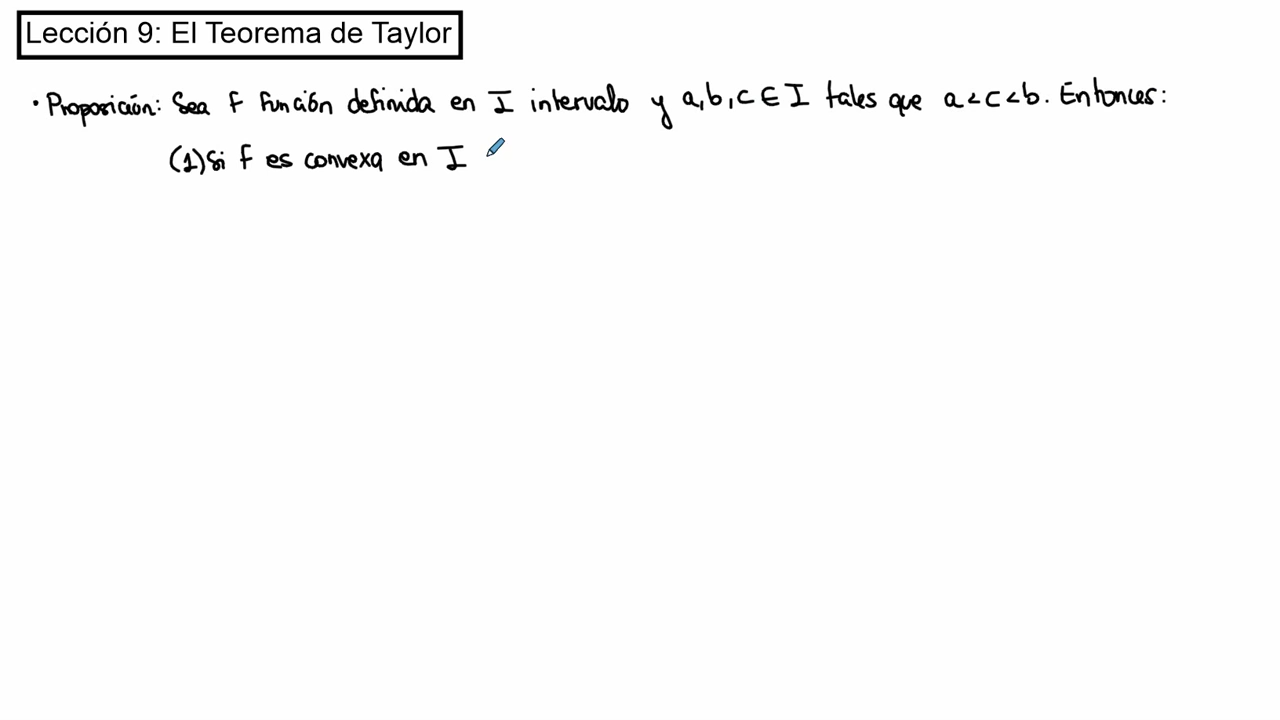 Lección 9: El Teorema de Taylor
• Proposición: Sea f función definida en I intervalo y a, b, c ∈ I tales que a < c < b. Entonces:
(1) Si f es convexa en I